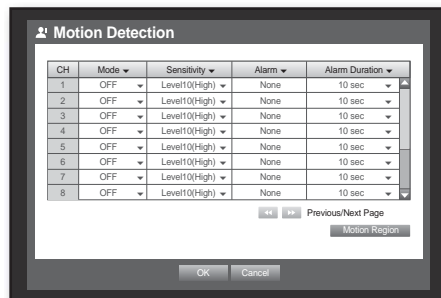 Motion Detection
CH Mode Sensitivity Alarm Alarm Duration
1 OFF Level10(High) None 10 sec
2 OFF Level10(High) None 10 sec
3 OFF Level10(High) None 10 sec
4 OFF Level10(High) None 10 sec
5 OFF Level10(High) None 10 sec
6 OFF Level10(High) None 10 sec
7 OFF Level10(High) None 10 sec
8 OFF Level10(High) None 10 sec
Previous/Next Page
Motion Region
OK Cancel